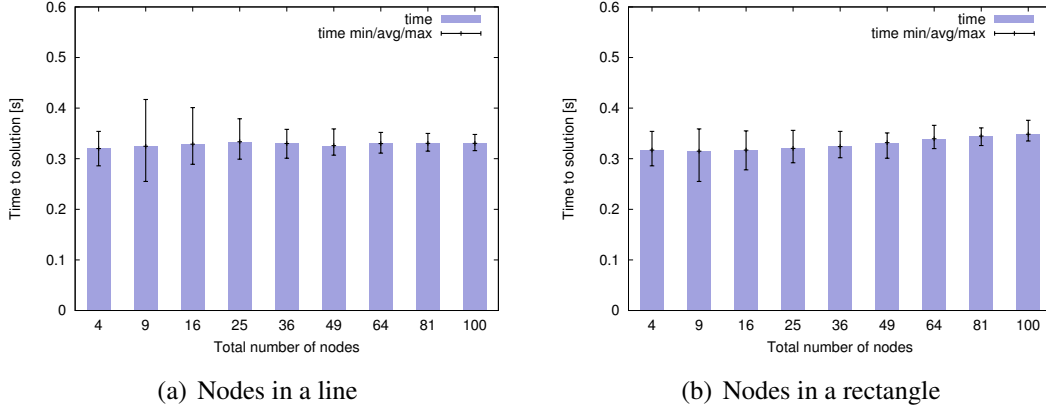 0.6
time
time min/avg/max
0.5
0.4
0.3
0.2
0.1
0
Time to solution [s]
4 9 16 25 36 49 64 81 100
Total number of nodes
(a) Nodes in a line
0.6
time
time min/avg/max
0.5
0.4
0.3
0.2
0.1
0
Time to solution [s]
4 9 16 25 36 49 64 81 100
Total number of nodes
(b) Nodes in a rectangle